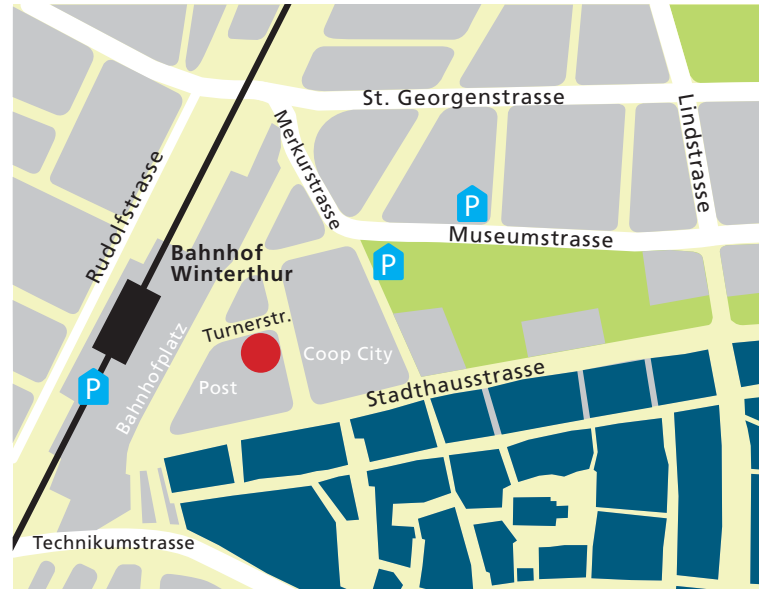 St. Georgenstrasse
Lindstrasse
Merkurstrasse
Rudolfstrasse
P
Museumstrasse
Bahnhof
Winterthur
P
Turnerstr.
Bahnhofplatz
Coop City
Post
Stadthausstrasse
P
Technikumstrasse